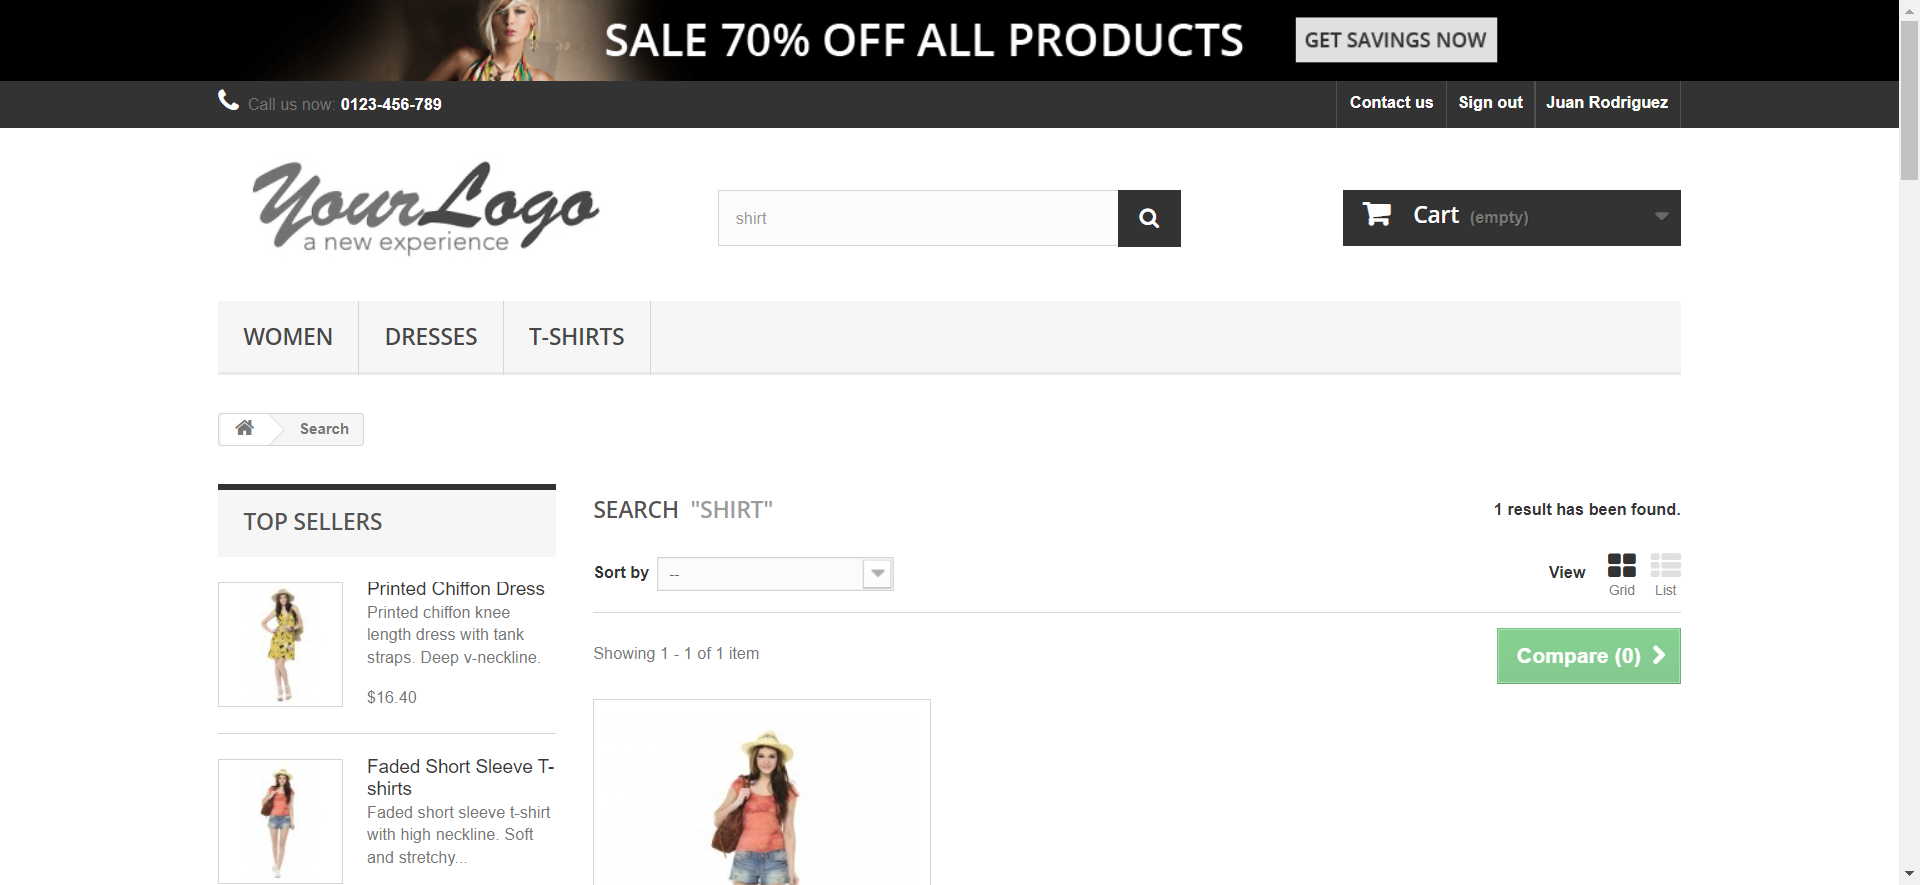 SALE 70% OFF ALL PRODUCTS
GET SAVINGS NOW
Call us now: 0123-456-789
Contact us
Sign out
Juan Rodriguez
Your Logo
a new experience
shirt
Cart (empty)
WOMEN
DRESSES
T-SHIRTS
Search
TOP SELLERS
Printed Chiffon Dress
Printed chiffon knee
length dress with tank
straps. Deep v-neckline.
$16.40
Faded Short Sleeve T-
shirts
Faded short sleeve t-shirt
with high neckline. Soft
and stretchy...
SEARCH "SHIRT"
1 result has been found.
Sort by --
View
Grid
List
Showing 1 - 1 of 1 item
Compare (0)